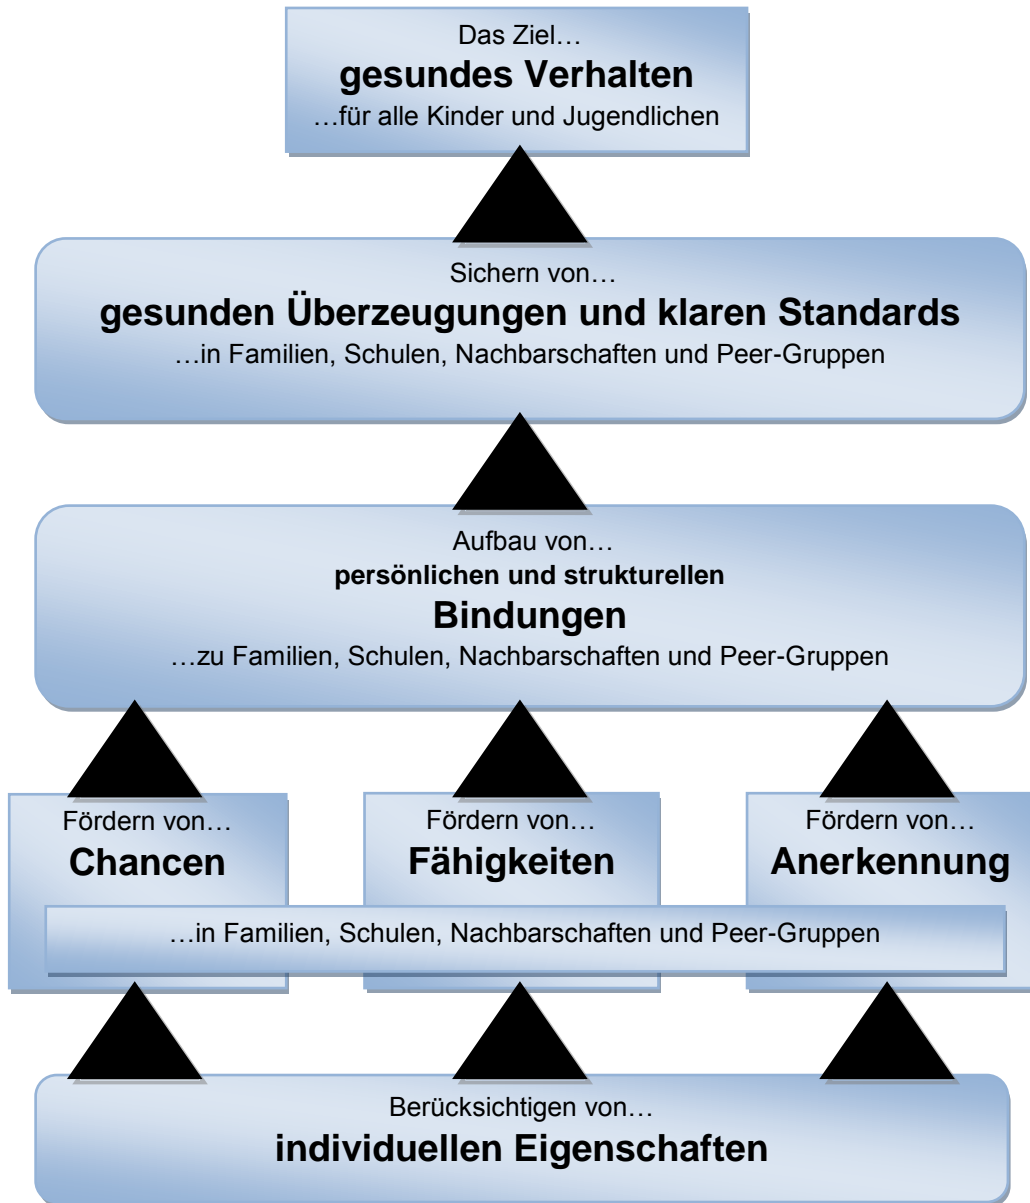 Das Ziel…
gesundes Verhalten
…für alle Kinder und Jugendlichen
Sichern von…
gesunden Überzeugungen und klaren Standards
…in Familien, Schulen, Nachbarschaften und Peer-Gruppen
Aufbau von…
persönlichen und strukturellen
Bindungen
…zu Familien, Schulen, Nachbarschaften und Peer-Gruppen
Fördern von…
Chancen
Fördern von…
Fähigkeiten
Fördern von…
Anerkennung
…in Familien, Schulen, Nachbarschaften und Peer-Gruppen
Berücksichtigen von…
individuellen Eigenschaften